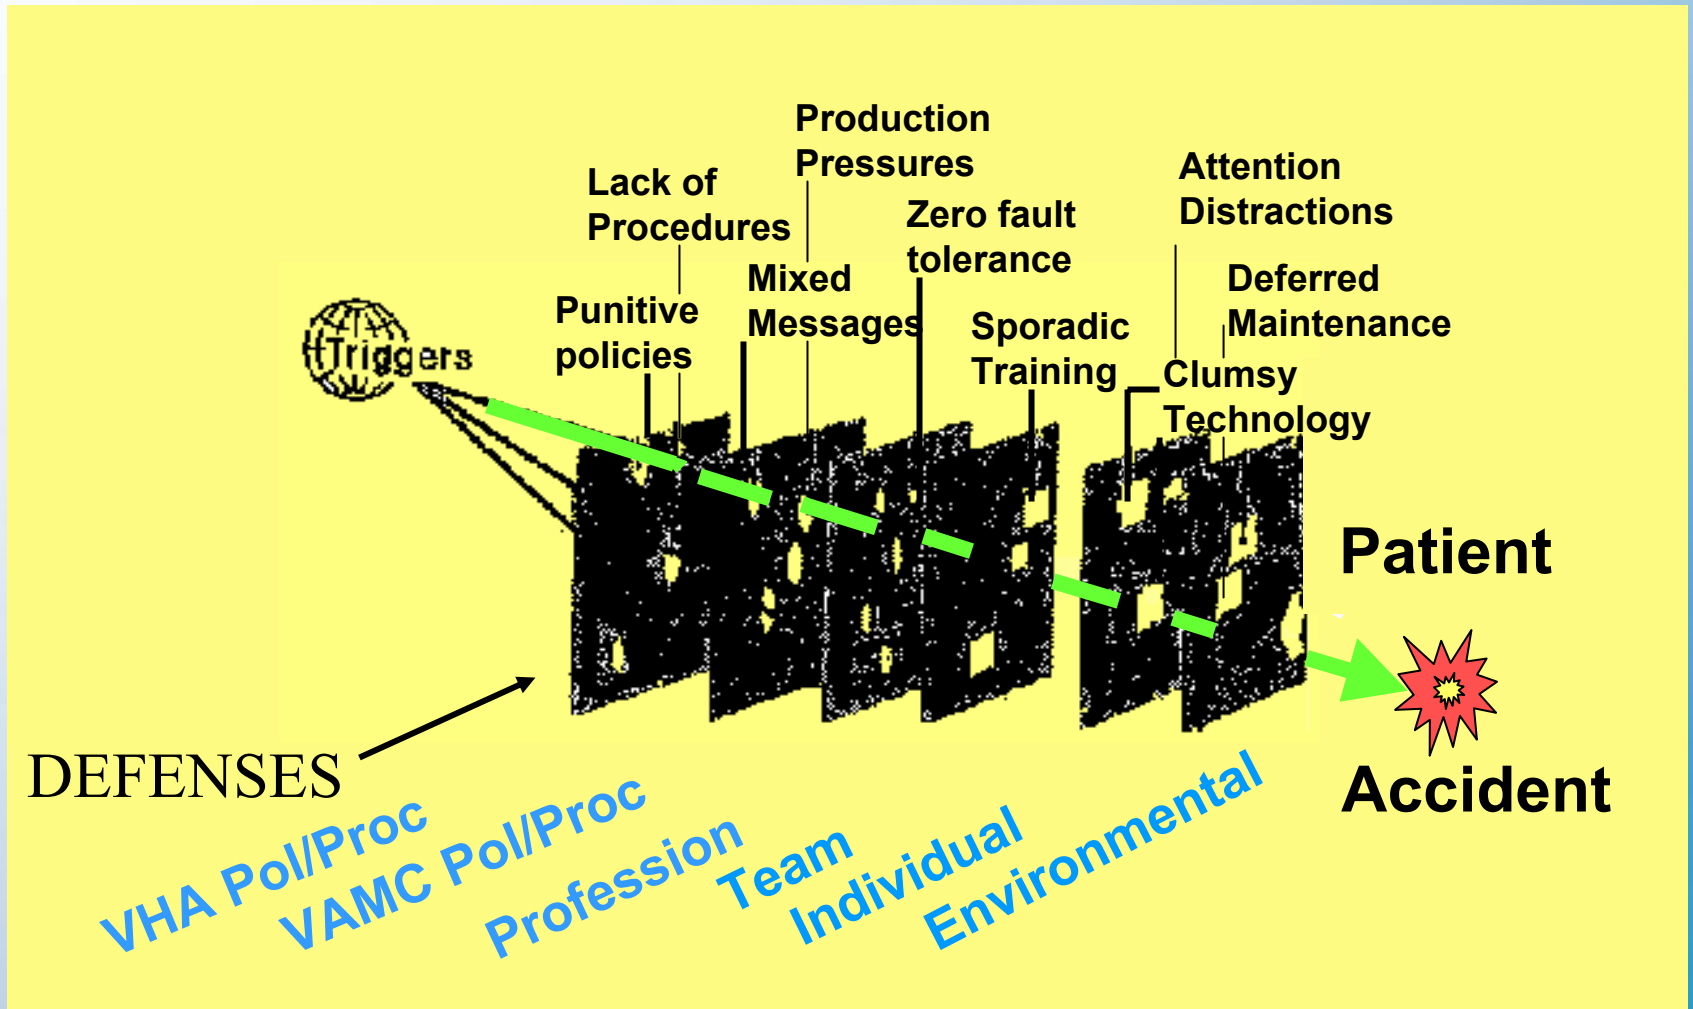 Production
Pressures
Lack of
Procedures
Attention
Distractions
Zero fault
tolerance
Mixed
Messages
Deferred
Maintenance
Punitive
policies
Sporadic
Training
Triggers
Clumsy
Technology
Patient
Accident
DEFENSES
VHA Pol/Proc
VAMC Pol/Proc
Profession
Team
Individual
Environmental